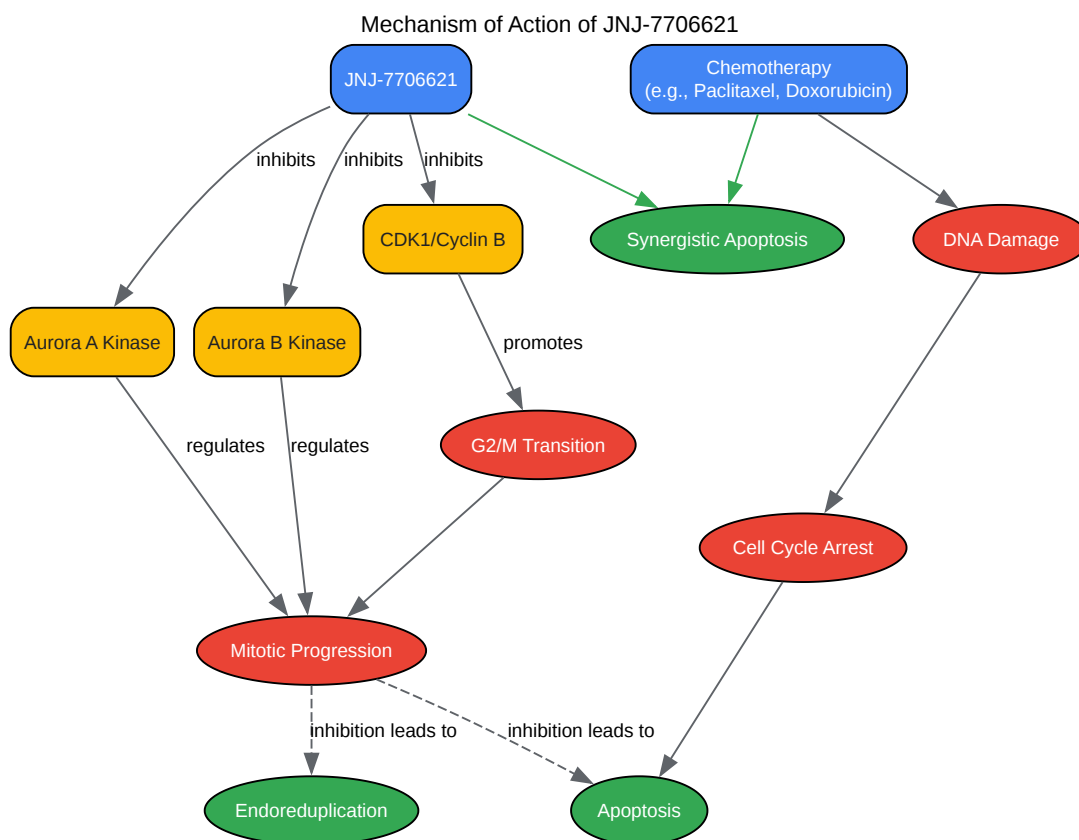 Mechanism of Action of JNJ-7706621
JNJ-7706621
Chemotherapy
(e.g., Paclitaxel, Doxorubicin)
inhibits
inhibits
inhibits
CDK1/Cyclin B
Synergistic Apoptosis
DNA Damage
Aurora A Kinase
Aurora B Kinase
promotes
regulates
regulates
G2/M Transition
Cell Cycle Arrest
Mitotic Progression
inhibition leads to
inhibition leads to
Endoreduplication
Apoptosis